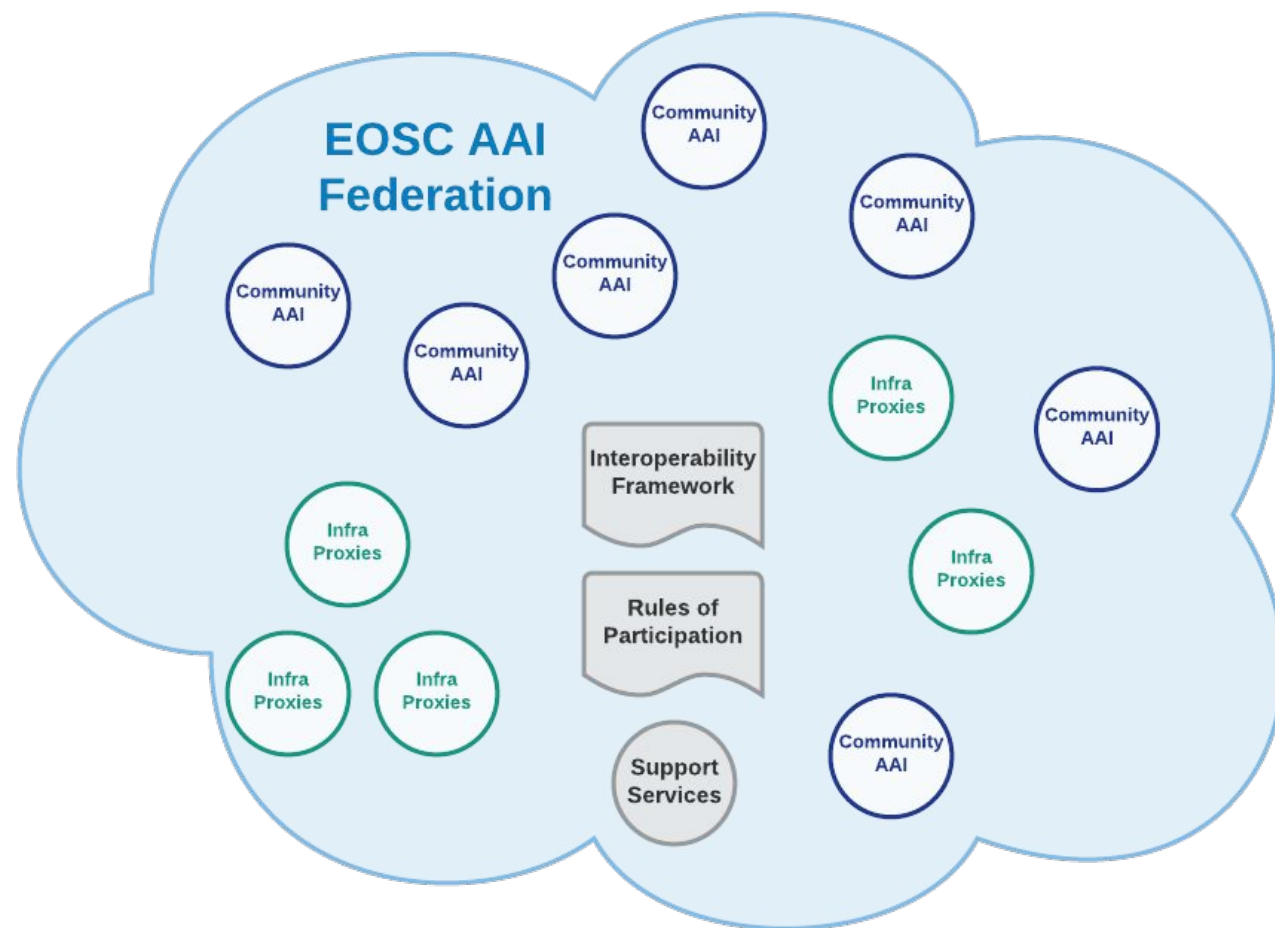 EOSC AAI
Federation
Community
AAI
Community
AAI
Community
AAI
Community
AAI
Community
AAI
Infra
Proxies
Community
AAI
Interoperability
Framework
Infra
Proxies
Infra
Proxies
Rules of
Participation
Infra
Proxies
Infra
Proxies
Support
Services
Community
AAI